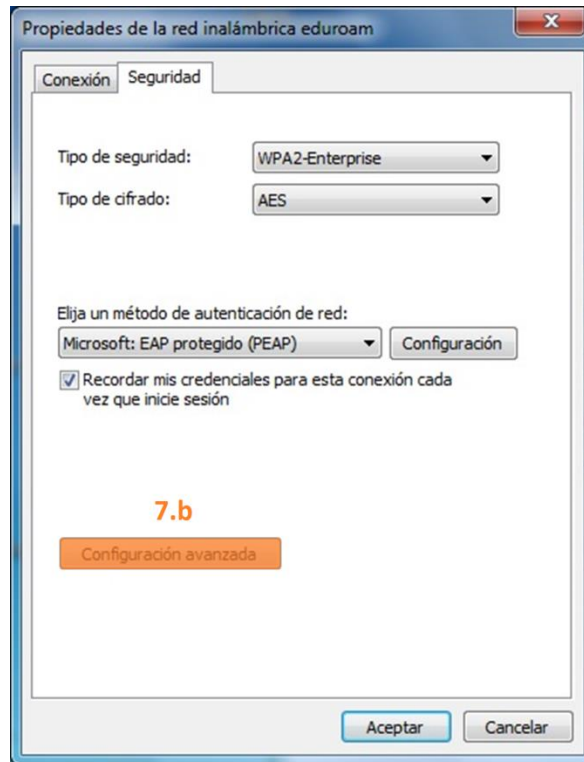 Propiedades de la red inalámbrica eduroam
Conexión
Seguridad
Tipo de seguridad:
WPA2-Enterprise
Tipo de cifrado:
AES
Elija un método de autenticación de red:
Microsoft: EAP protegido (PEAP)
Configuración
Recordar mis credenciales para esta conexión cada
vez que inicie sesión
7.b
Configuración avanzada
Aceptar
Cancelar